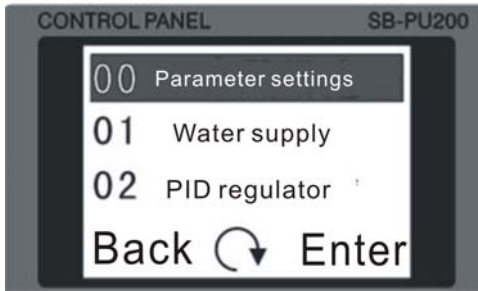 CONTROL PANEL SB-PU200
00 Parameter settings
01 Water supply
02 PID regulator
Back Enter